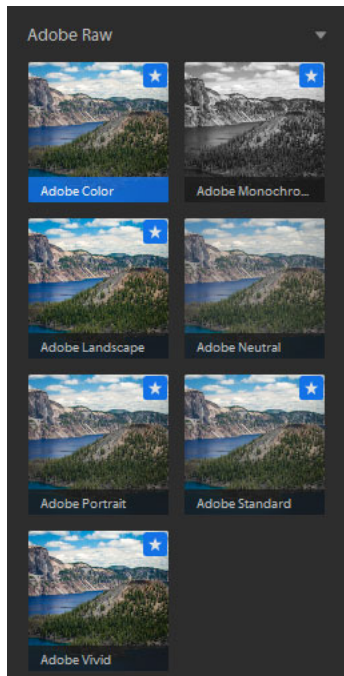 Adobe Raw
Adobe Color
Adobe Monochro...
Adobe Landscape
Adobe Neutral
Adobe Portrait
Adobe Standard
Adobe Vivid